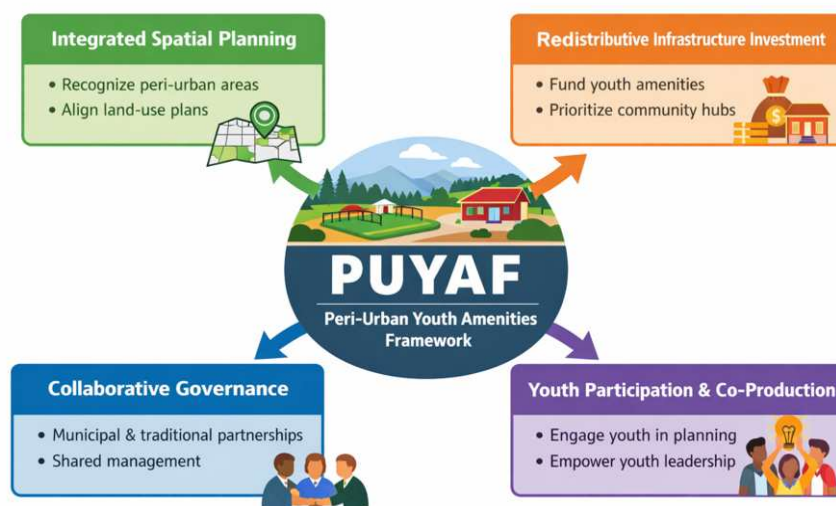 Integrated Spatial Planning
• Recognize peri-urban areas
• Align land-use plans
Redistributive Infrastructure Investment
• Fund youth amenities
• Prioritize community hubs
$
PUYAF
Peri-Urban Youth Amenities
Framework
Collaborative Governance
• Municipal & traditional partnerships
• Shared management
Youth Participation & Co-Production
• Engage youth in planning
• Empower youth leadership